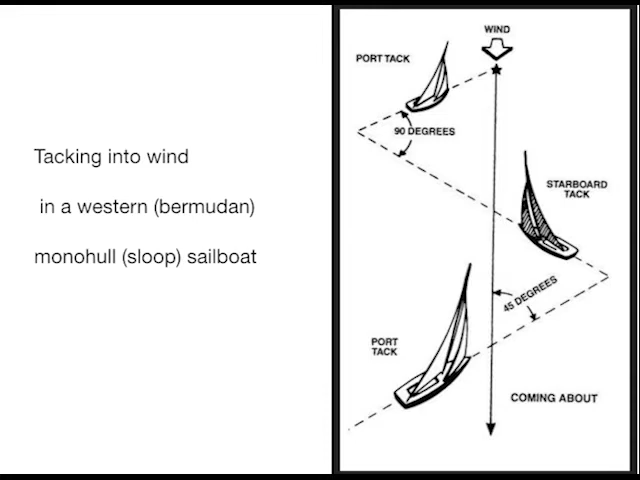 Tacking into wind
in a western (bermudan)
monohull (sloop) sailboat
WIND
PORT TACK
90 DEGREES
STARBOARD
TACK
45 DEGREES
PORT
TACK
COMING ABOUT